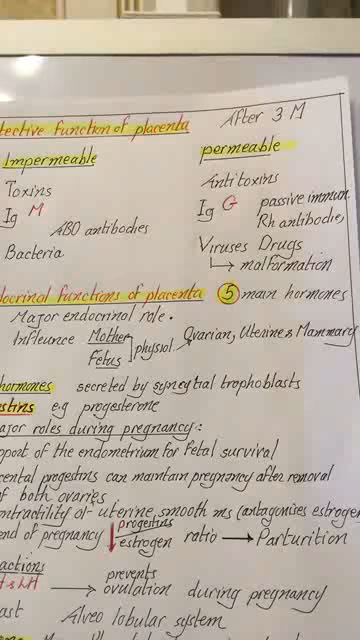 After 3 M
tective function of placenta
Impermeable permeable
Toxins Antitoxins
Ig M Ig G passive immun.
ABO antibodies Rh antibodies
Bacteria Viruses Drugs
malformation
docrinal functions of placenta 5 main hormones
Major endocrinal role.
Influence Mother Fetus physiol Ovarian, Uterine & Mammary
hormones secreted by syncytial trophoblasts
estins e.g progesterone
ajor roles during pregnancy:
pport of the endometrium for fetal survival
cental progestins can maintain pregnancy after removal
of both ovaries
ntractility of uterine smooth ms (antagonises estrogen
end of pregnancy ↓ progestins estrogen ratio → Parturition
actions
LH → prevents ovulation during pregnancy
ast Alveo lobular system